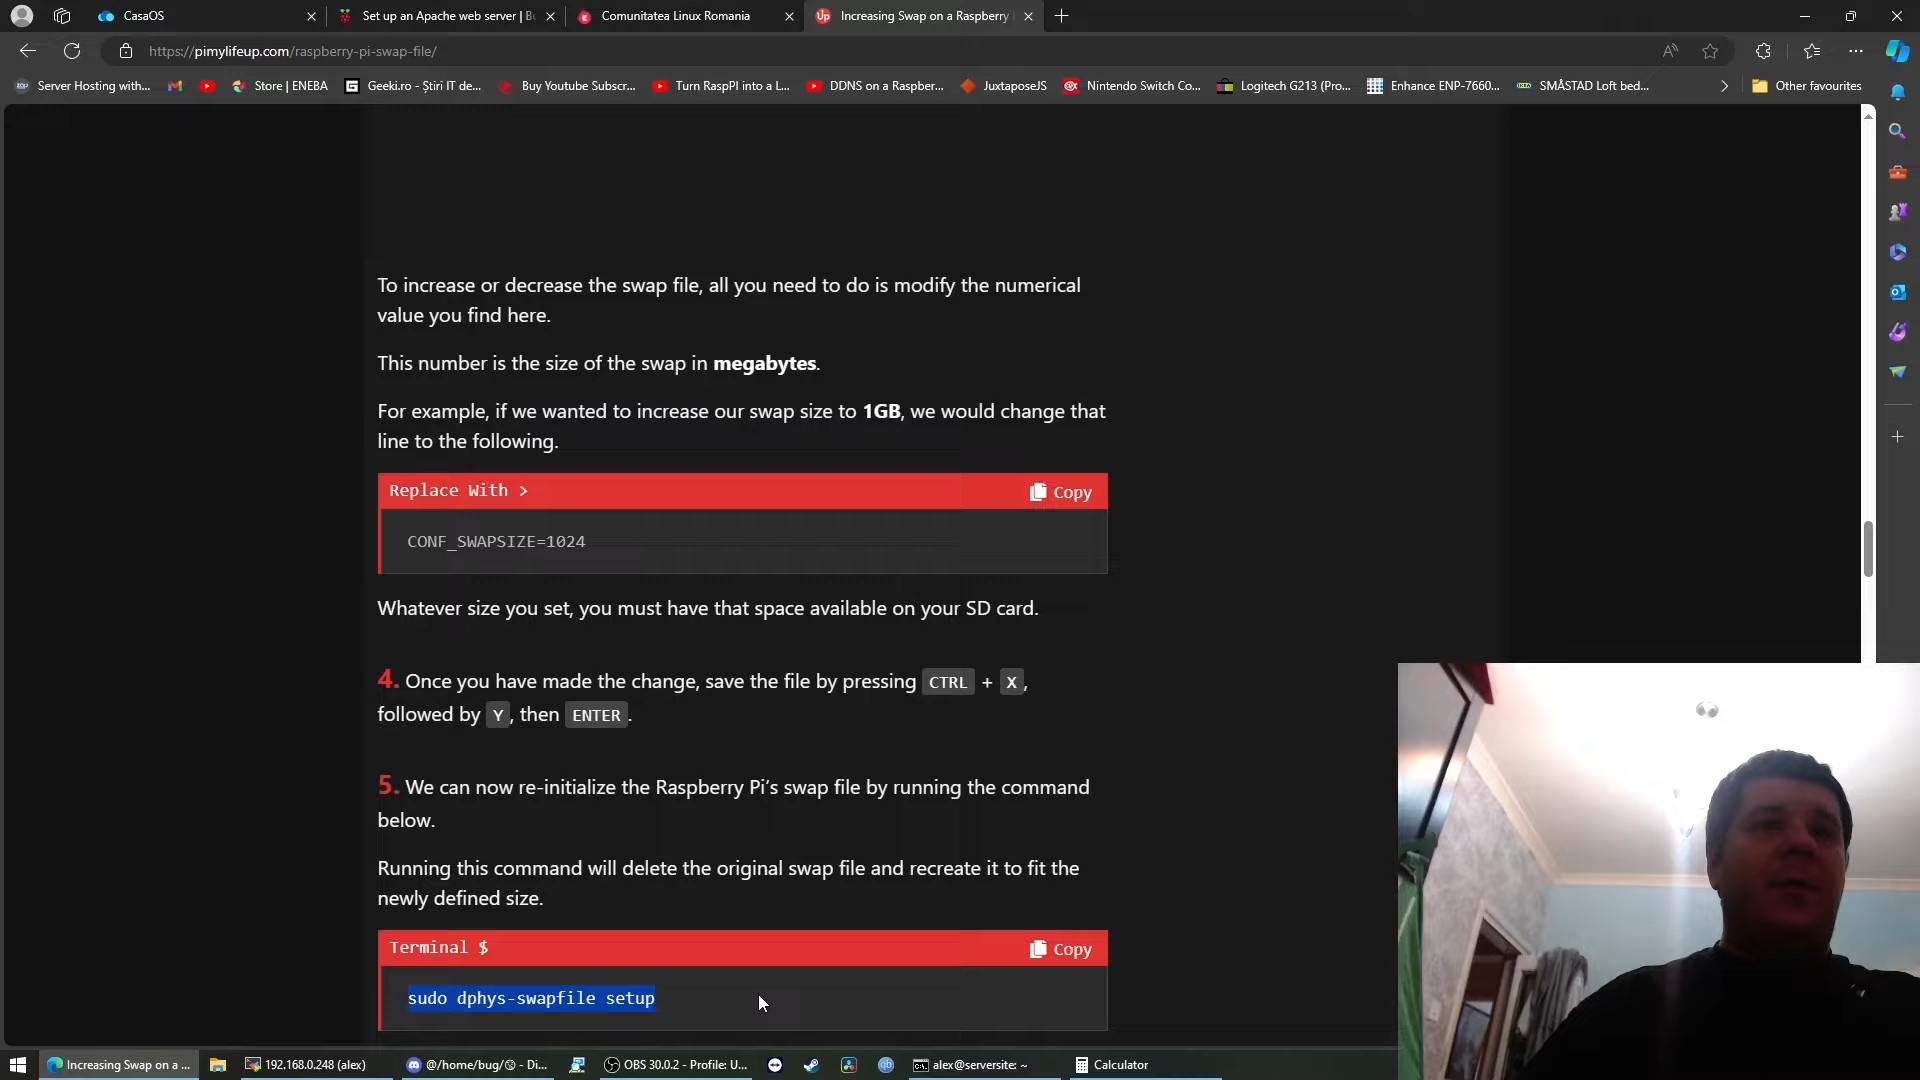 CasaOS
Set up an Apache web server | Bu
Comunitatea Linux Romania
Increasing Swap on a Raspberry
https://pimylifeup.com/raspberry-pi-swap-file/
Server Hosting with...
Store | ENEBA
Geeki.ro - Știri IT de...
Buy Youtube Subscr...
Turn RaspPI into a L...
DDNS on a Raspber...
JuxtaposeJS
Nintendo Switch Co...
Logitech G213 (Pro...
Enhance ENP-7660...
SMÅSTAD Loft bed...
Other favourites
To increase or decrease the swap file, all you need to do is modify the numerical
value you find here.
This number is the size of the swap in megabytes.
For example, if we wanted to increase our swap size to 1GB, we would change that
line to the following.
Replace With >
Copy
CONF_SWAPSIZE=1024
Whatever size you set, you must have that space available on your SD card.
4. Once you have made the change, save the file by pressing CTRL + X,
followed by Y, then ENTER.
5. We can now re-initialize the Raspberry Pi’s swap file by running the command
below.
Running this command will delete the original swap file and recreate it to fit the
newly defined size.
Terminal $
Copy
sudo dphys-swapfile setup
Increasing Swap on a ...
192.168.0.248 (alex)
@/home/bug/ - Di...
OBS 30.0.2 - Profile: U...
alex@serversite: ~
Calculator